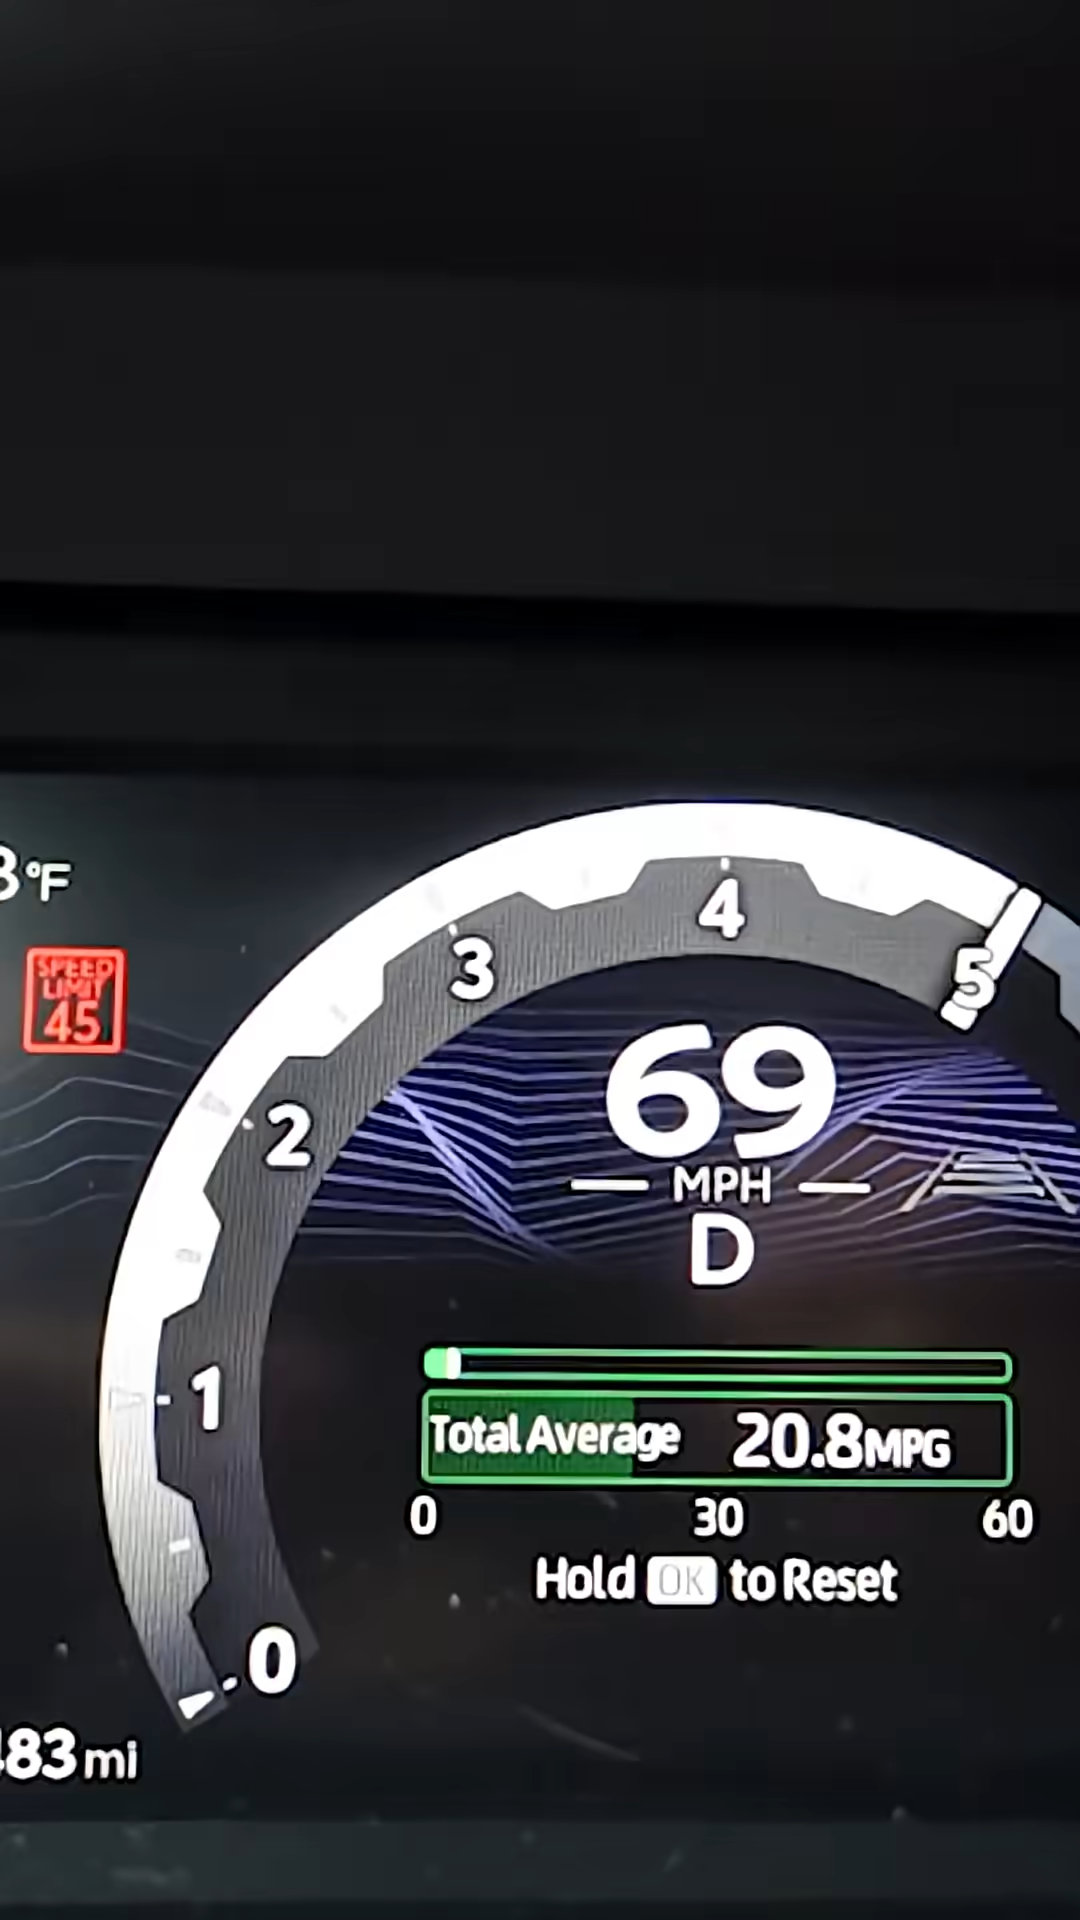 °F
SPEED
LIMIT
45
0
1
2
3
4
5
69
MPH
D
Total Average 20.8MPG
0 30 60
Hold OK to Reset
83 mi